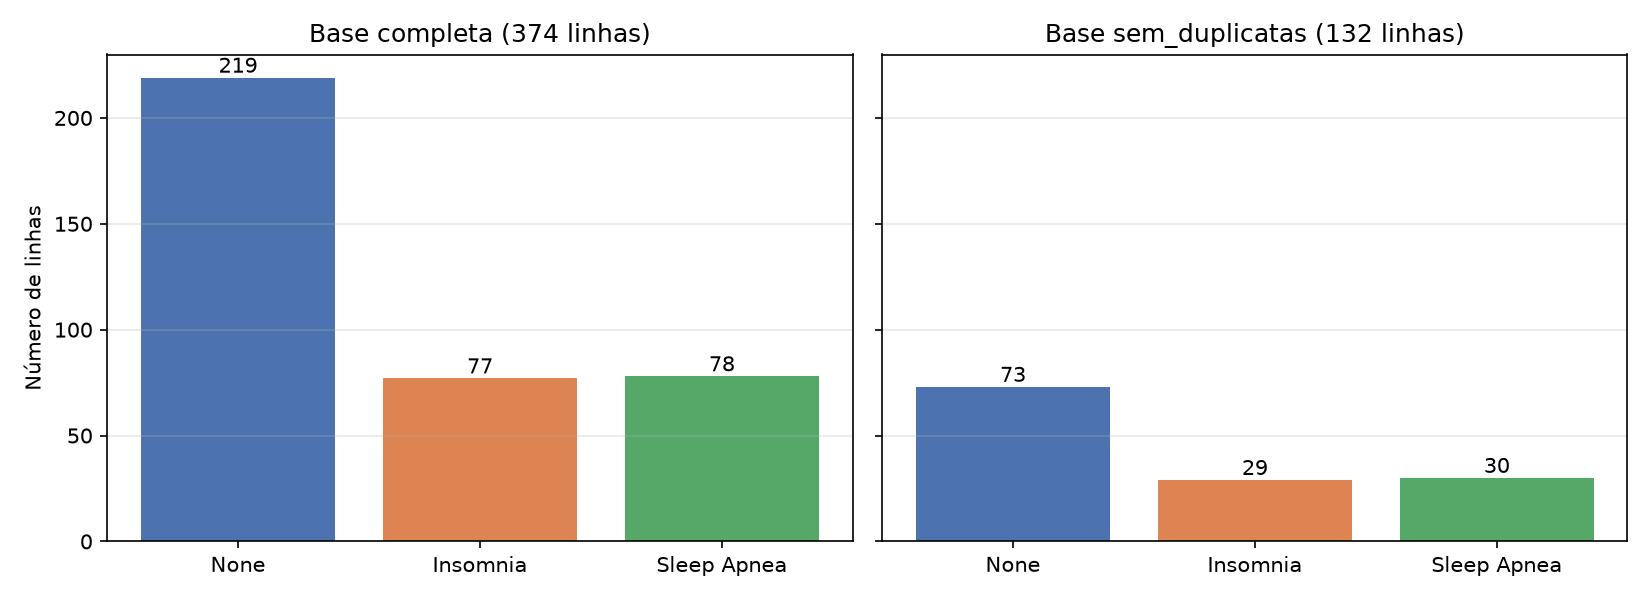 Base completa (374 linhas)
219
77
78
Número de linhas
200
150
100
50
0
None
Insomnia
Sleep Apnea
Base sem_duplicatas (132 linhas)
73
29
30
None
Insomnia
Sleep Apnea